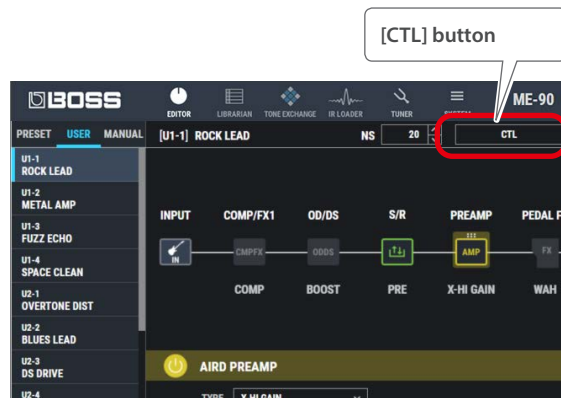 [CTL] button
BOSS
EDITOR
LIBRARIAN
TONE EXCHANGE
IR LOADER
TUNER
ME-90
PRESET USER MANUAL
[U1-1] ROCK LEAD
NS 20
CTL
U1-1
ROCK LEAD
U1-2
METAL AMP
U1-3
FUZZ ECHO
U1-4
SPACE CLEAN
U2-1
OVERTONE DIST
U2-2
BLUES LEAD
U2-3
DS DRIVE
U2-4
INPUT COMP/FX1 OD/DS S/R PREAMP PEDAL F
IN CMPFX ODDS AMP FX
COMP BOOST PRE X-HI GAIN WAH
AIRD PREAMP
TYPE X-HI GAIN